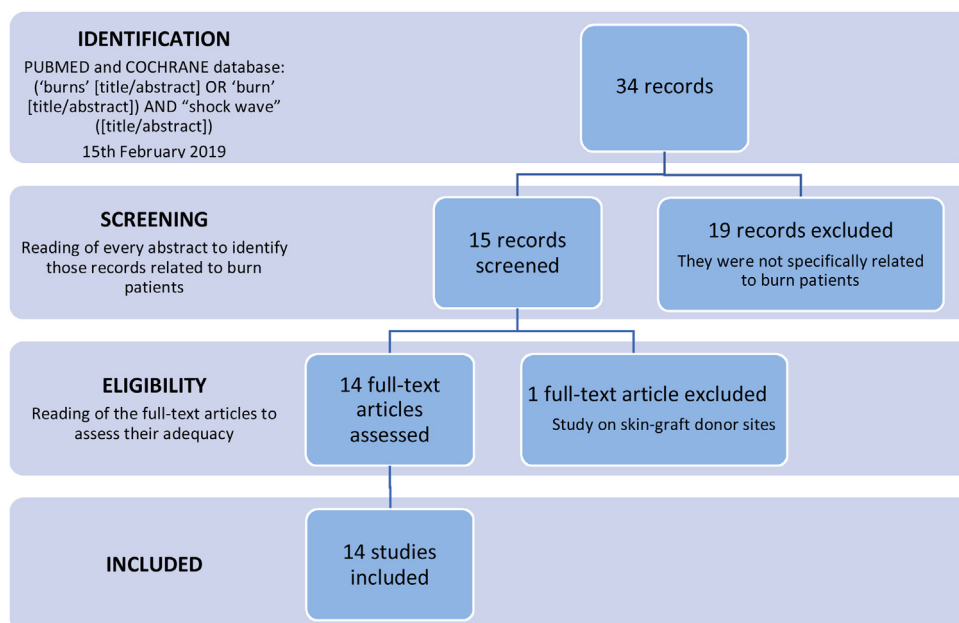 IDENTIFICATION
PUBMED and COCHRANE database:
(‘burns’ [title/abstract] OR ‘burn’
[title/abstract]) AND “shock wave”
([title/abstract])
15th February 2019
34 records
SCREENING
Reading of every abstract to identify
those records related to burn
patients
15 records
screened
19 records excluded
They were not specifically related
to burn patients
ELIGIBILITY
Reading of the full-text articles to
assess their adequacy
14 full-text
articles
assessed
1 full-text article excluded
Study on skin-graft donor sites
INCLUDED
14 studies
included